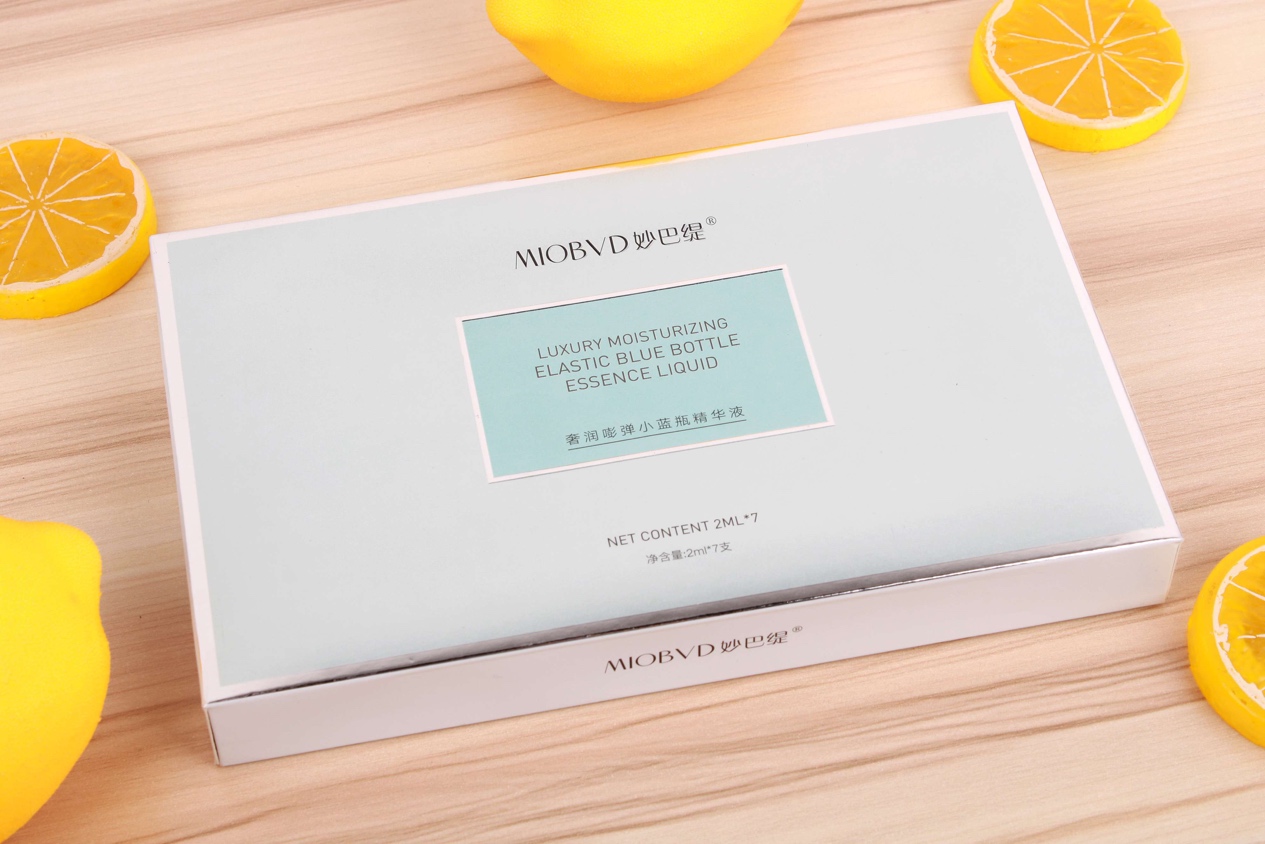 MIOBVD 妙巴缇®
LUXURY MOISTURIZING
ELASTIC BLUE BOTTLE
ESSENCE LIQUID
奢润嘭弹小蓝瓶精华液
NET CONTENT 2ML*7
净含量:2ml*7支
MIOBVD 妙巴缇®